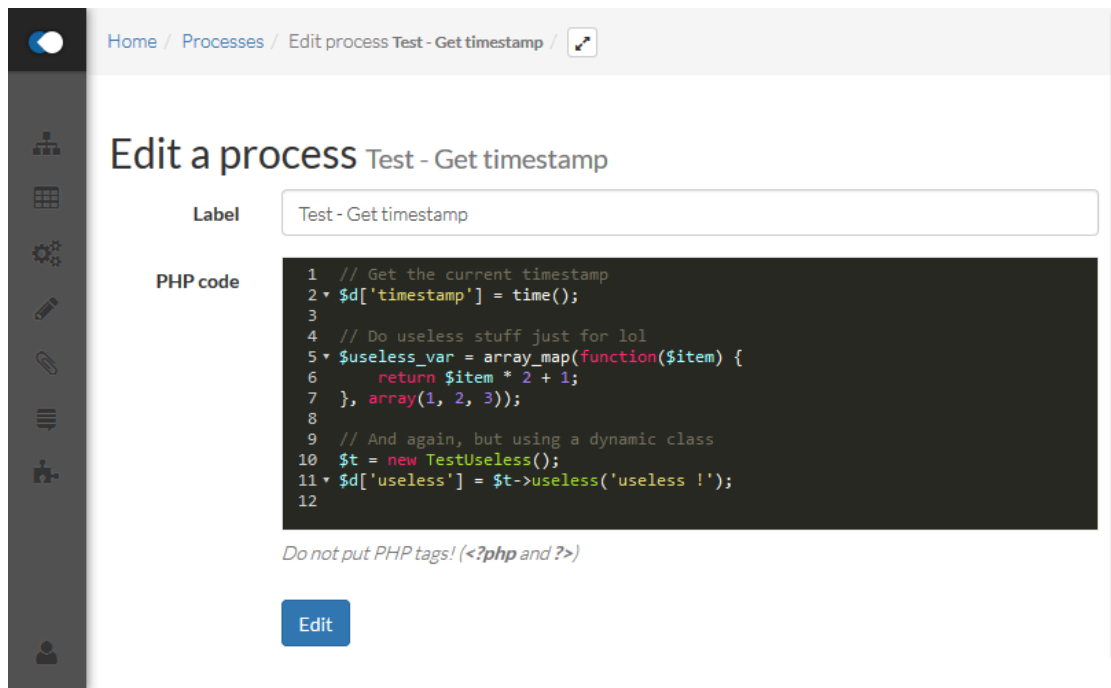 Home / Processes / Edit process Test - Get timestamp /
Edit a process Test - Get timestamp
Label
Test - Get timestamp
PHP code
1 // Get the current timestamp
2 $d['timestamp'] = time();
3
4 // Do useless stuff just for lol
5 $useless_var = array_map(function($item) {
6     return $item * 2 + 1;
7 }, array(1, 2, 3));
8
9 // And again, but using a dynamic class
10 $t = new TestUseless();
11 $d['useless'] = $t->useless('useless !');
12
Do not put PHP tags! (<?php and ?>)
Edit